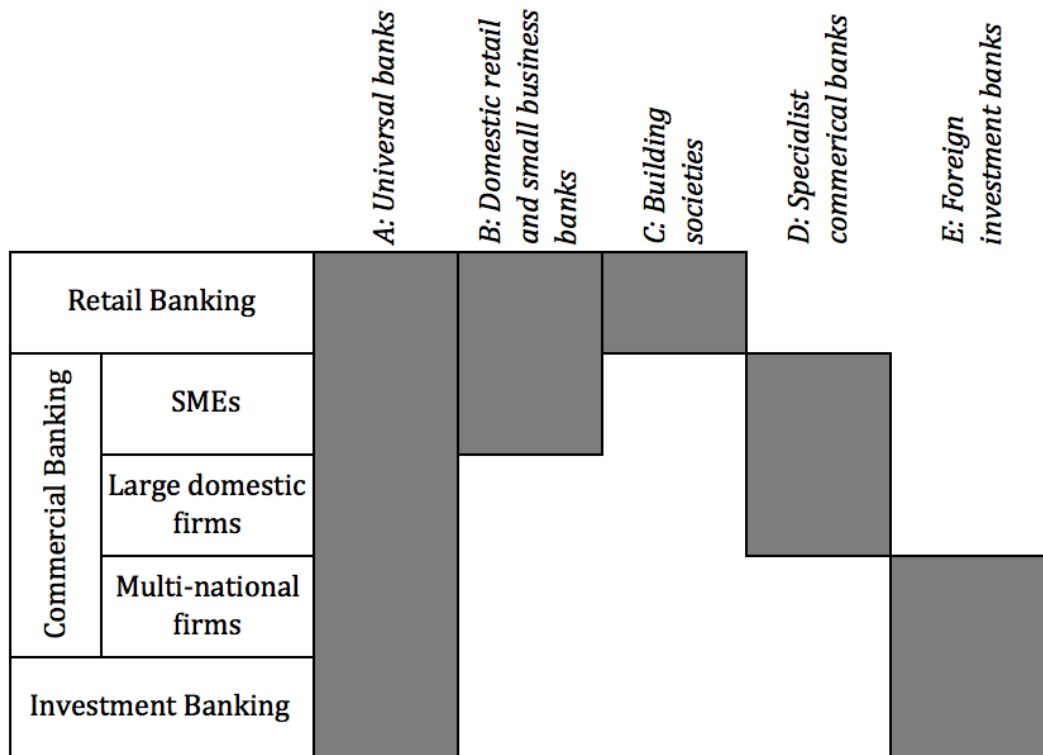 A: Universal banks
B: Domestic retail
and small business
banks
C: Building
societies
D: Specialist
commerical banks
E: Foreign
investment banks
Retail Banking
Commercial Banking
SMEs
Large domestic
firms
Multi-national
firms
Investment Banking